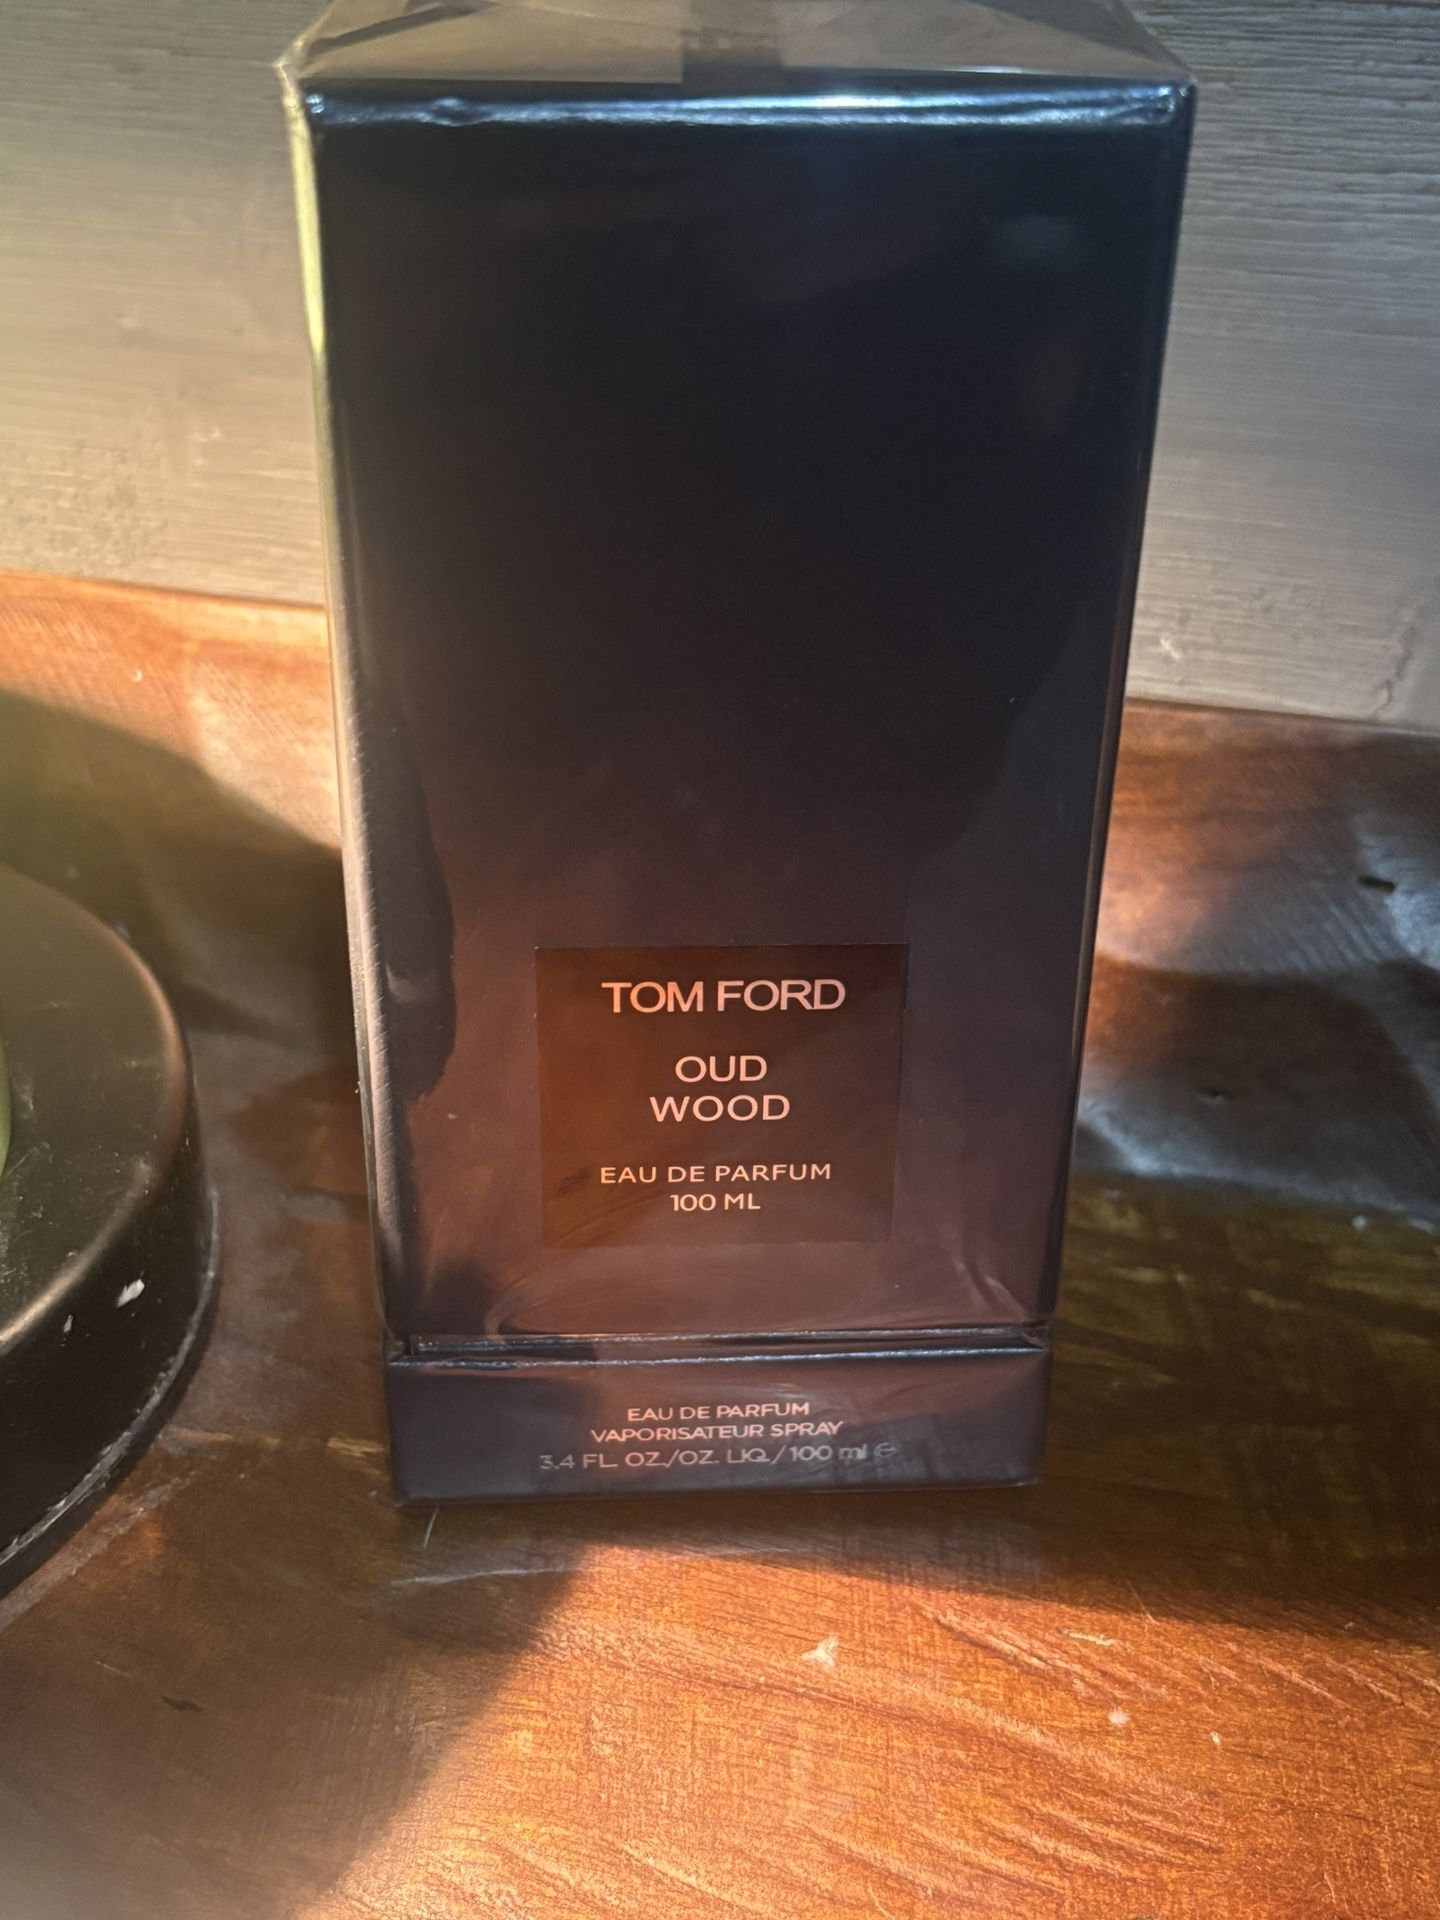 TOM FORD
OUD
WOOD
EAU DE PARFUM
100 ML
EAU DE PARFUM
VAPORISATEUR SPRAY
3.4 FL. OZ./OZ. LIQ./100 ml ℮